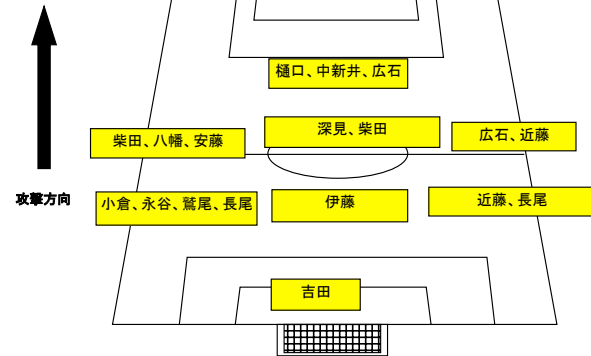 樋口、中新井、広石
柴田、八幡、安藤
深見、柴田
広石、近藤
攻撃方向
小倉、永谷、鷲尾、長尾
伊藤
近藤、長尾
吉田